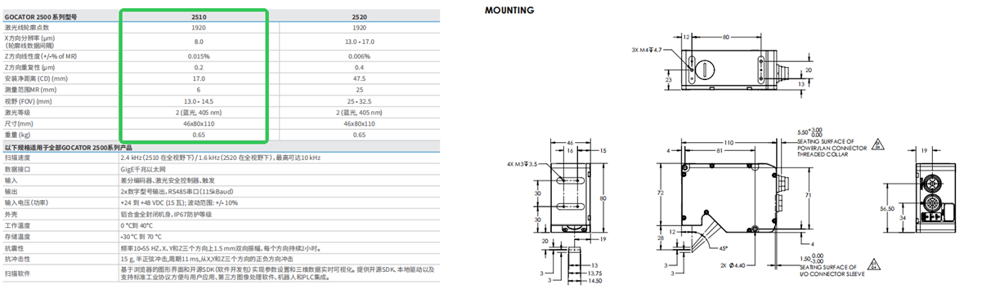 GOCATOR 2500 系列型号 2510 2520
激光线轮廓点数 1920 1920
X方向分辨率 (μm)
(轮廓线数据间隔) 8.0 13.0 - 17.0
Z方向线性度 (+/-% of MR) 0.015% 0.006%
Z方向重复性 (μm) 0.2 0.4
安装净距离 (CD) (mm) 17.0 47.5
测量范围MR (mm) 6 25
视野 (FOV) (mm) 13.0 - 14.5 25 - 32.5
激光等级 2 (蓝光, 405 nm) 2 (蓝光, 405 nm)
尺寸(mm) 46x80x110 46x80x110
重量 (kg) 0.65 0.65
以下规格适用于全部GOCATOR 2500系列产品
扫描速度 2.4 kHz (2510 在全视野下) / 1.6 kHz (2520 在全视野下), 最高可达10 kHz
数据接口 GigE千兆以太网
输入 差分编码器、激光安全控制器、触发
输出 2x数字型号输出, RS485串口 (115kBaud)
输入电压(功率) +24 到 +48 VDC (15 瓦); 波动范围: +/- 10%
外壳 铝合金全封闭机身, IP67防护等级
工作温度 0 °C到 40°C
存储温度 -30 °C 到 70 °C
抗震性 频率10-55 HZ, X、Y和Z三个方向上1.5 mm双向振幅, 每个方向持续2小时。
抗冲击性 15 g, 半正弦冲击,周期11 ms,从X,Y和Z三个方向的正负方向冲击
扫描软件 基于浏览器的图形界面和开源SDK (软件开发包) 实现参数设置和三维数据实时可视化。提供开源SDK、本地驱动以及
支持标准工业协议方便与用户应用、第三方图像处理软件、机器人和PLC集成。
MOUNTING
12 80
3X M4↧4.7
23
20
13
46
16 15
4X M3↧3.5
30
30
80
20
19
3 3
13
13.75
14.50
110
4 81
72
28
12
3
3
45°
71
4
2X Ø4.40
5.50 +3.00 0.00
SEATING SURFACE OF
POWER/LAN CONNECTOR
THREADED COLLAR
1.50 0.00 -3.00
SEATING SURFACE OF
I/O CONNECTOR SLEEVE
19
56.50
34